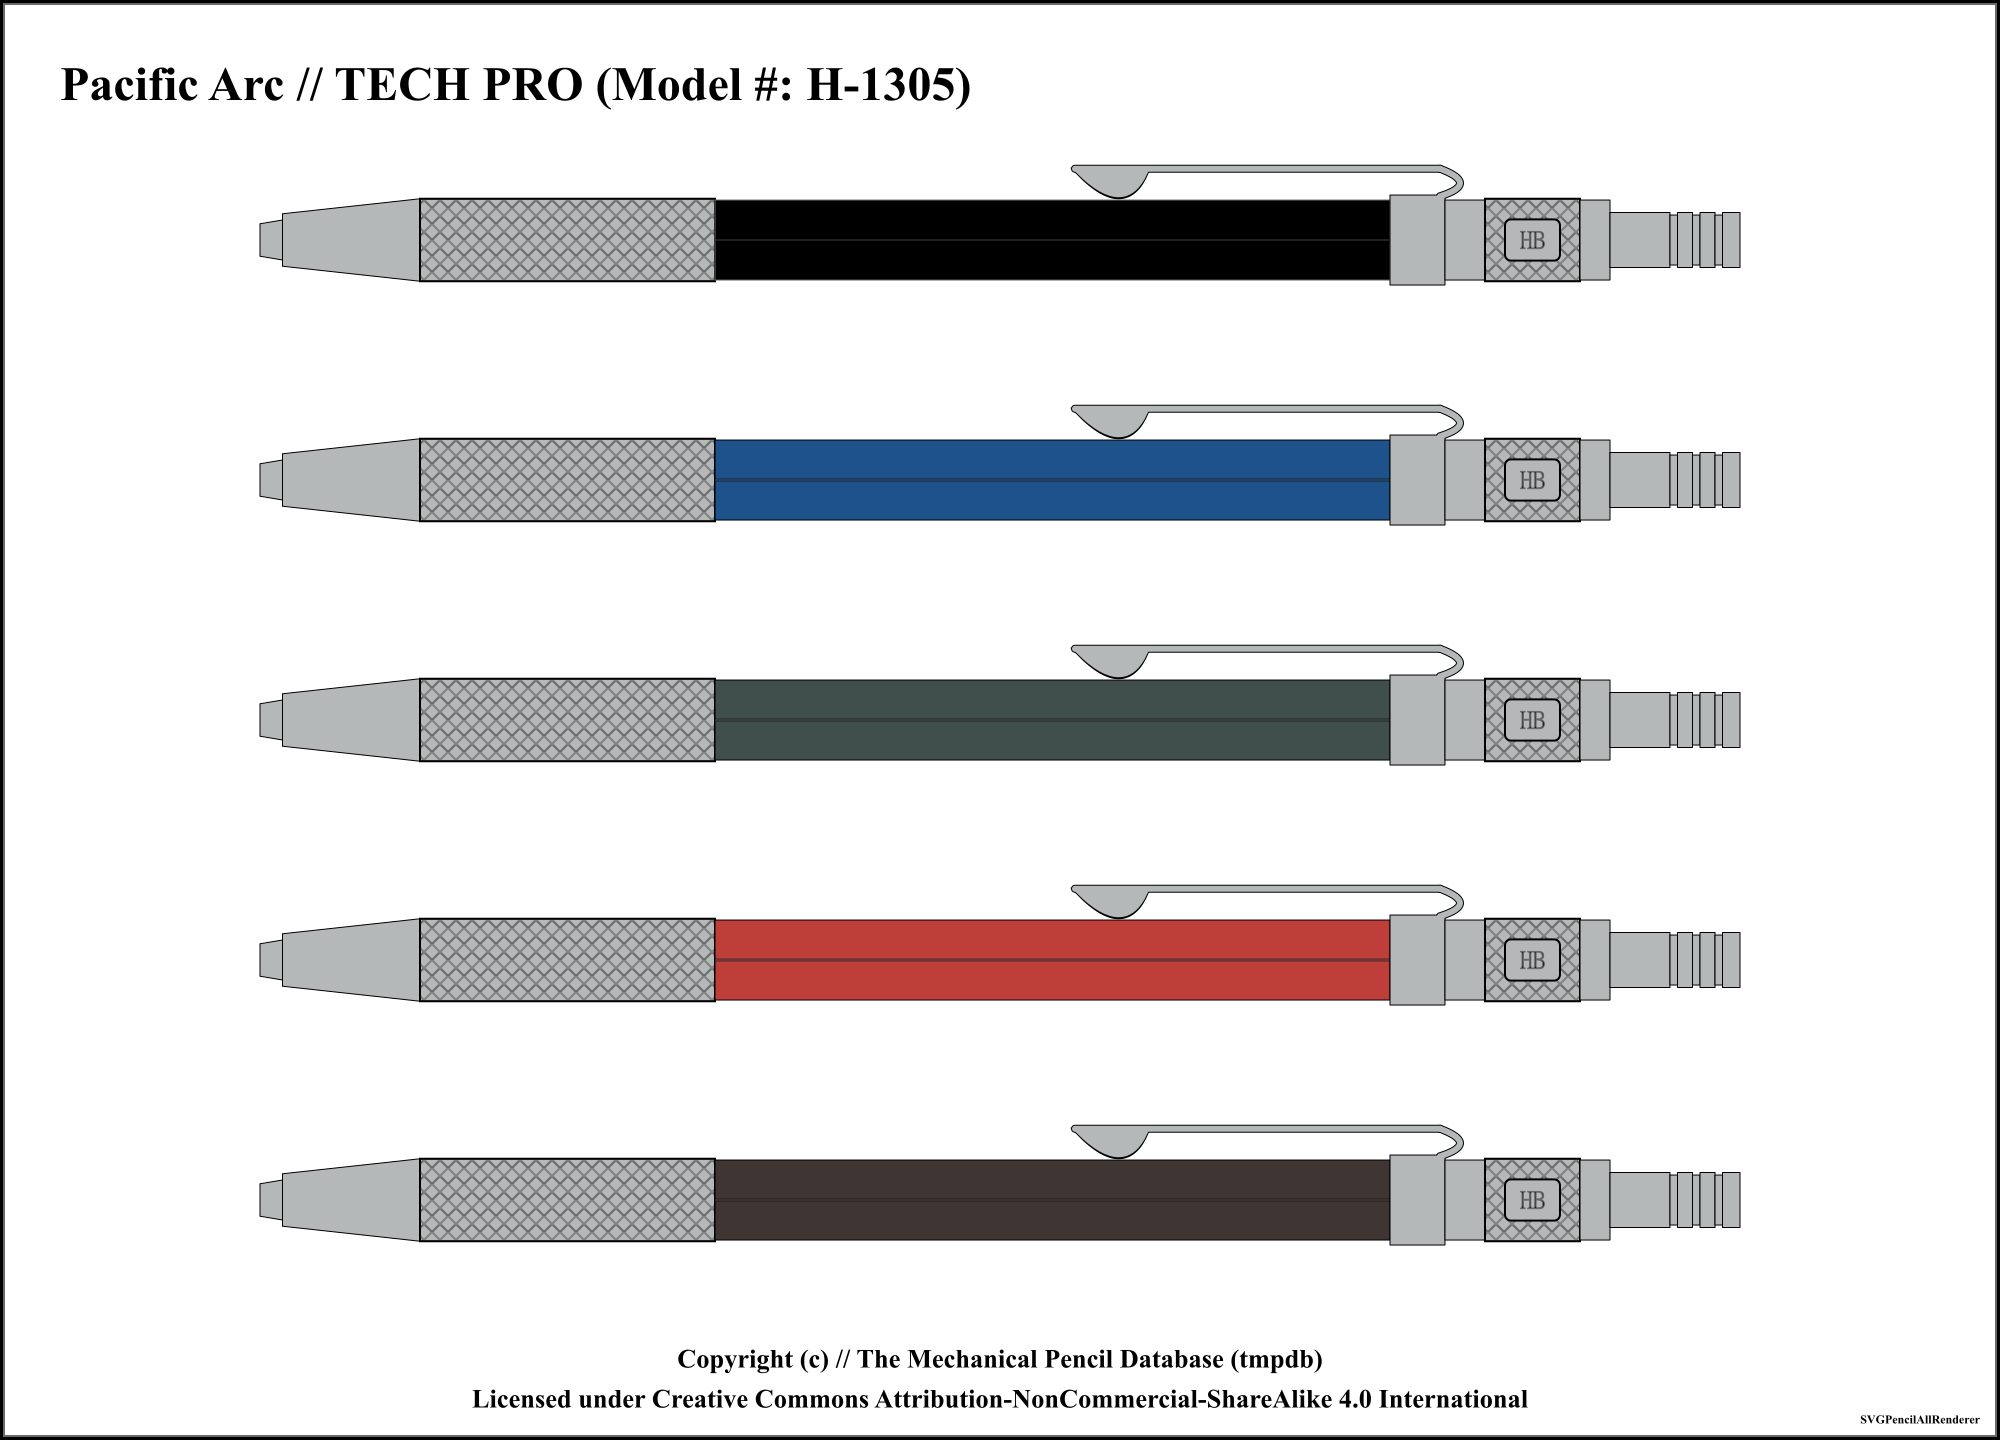 Pacific Arc // TECH PRO (Model #: H-1305)
HB
HB
HB
HB
HB
Copyright (c) // The Mechanical Pencil Database (tmpdb)
Licensed under Creative Commons Attribution-NonCommercial-ShareAlike 4.0 International
SVGPencilAllRenderer